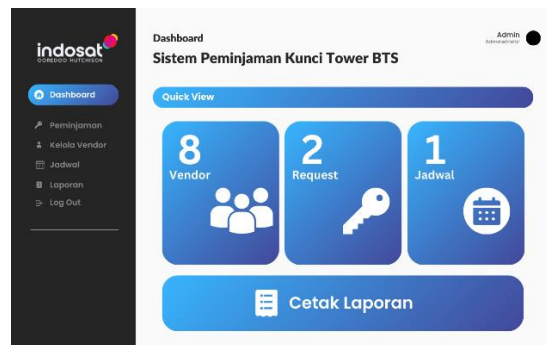 indosat
OOREDOO HUTCHISON
Dashboard
Peminjaman
Kelola Vendor
Jadwal
Laporan
Log Out
Dashboard
Sistem Peminjaman Kunci Tower BTS
Admin
Administrator
Quick View
8
Vendor
2
Request
1
Jadwal
Cetak Laporan